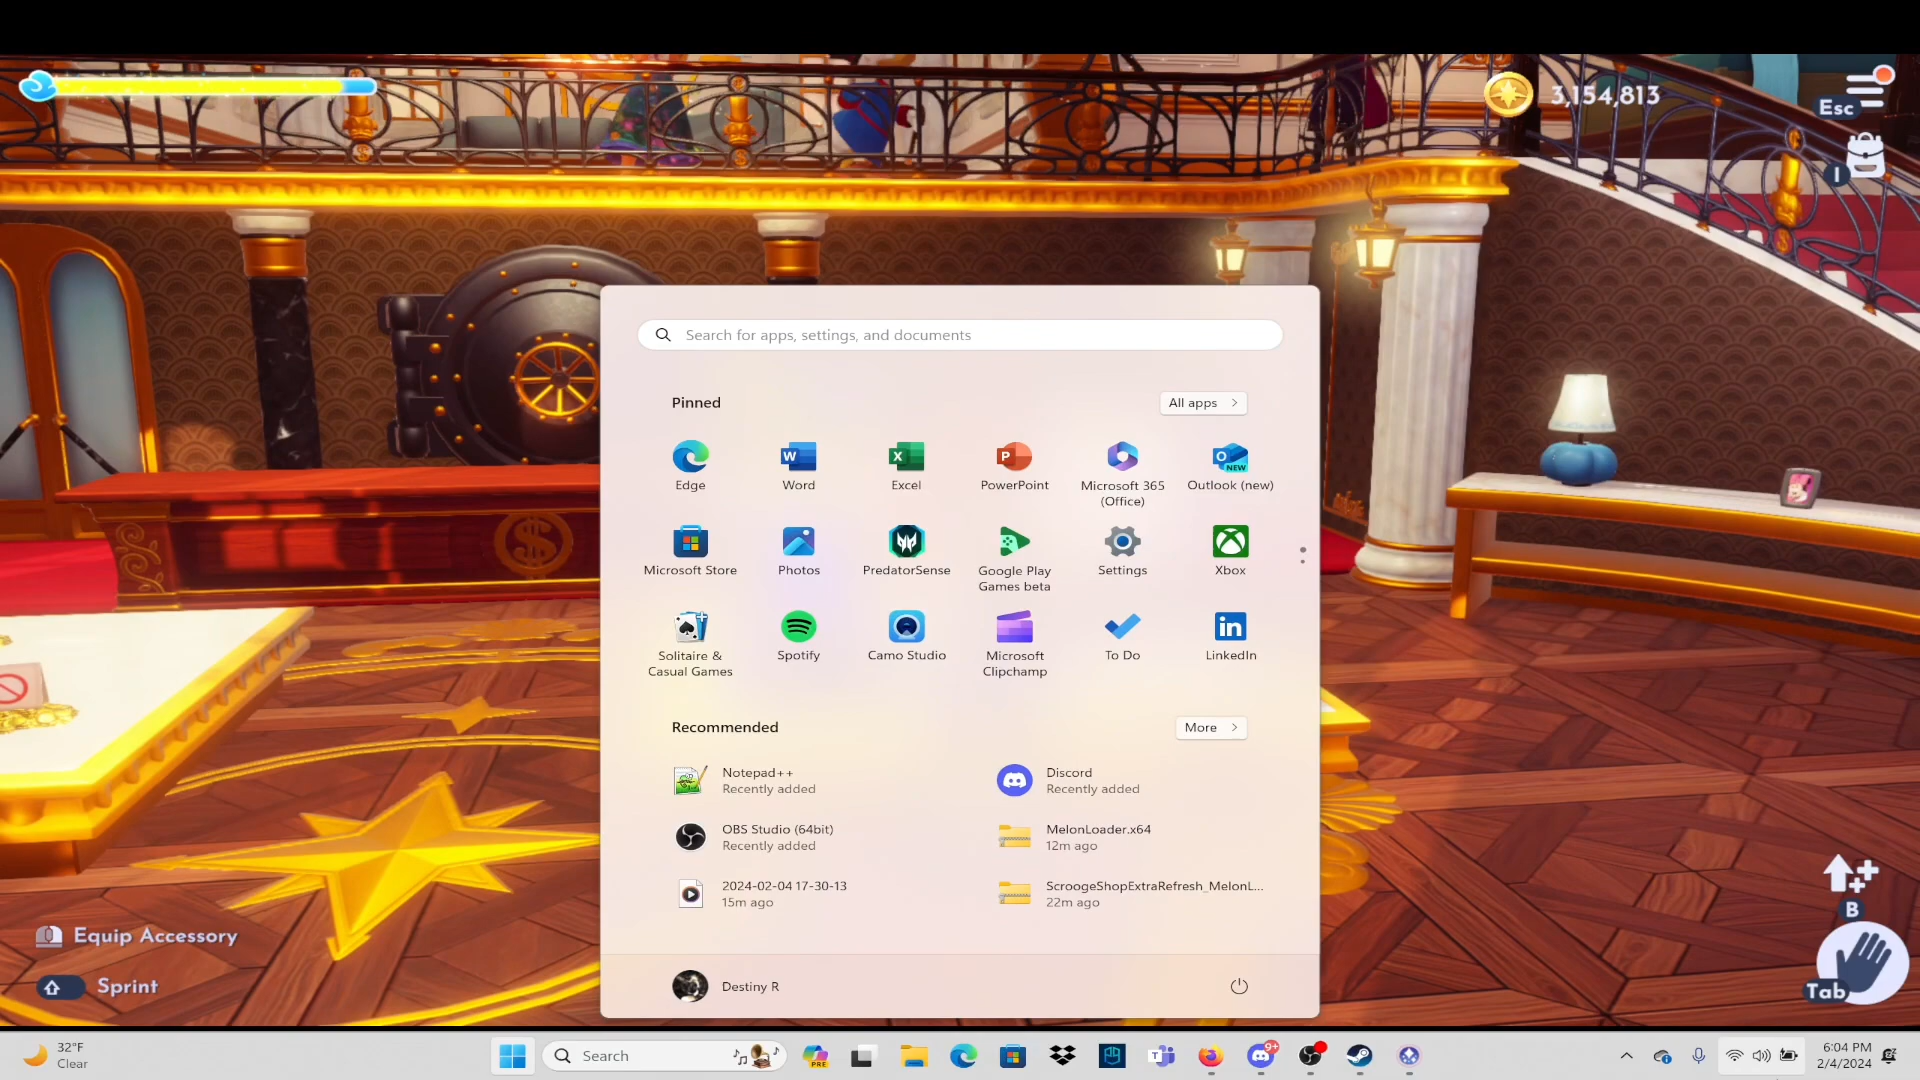 3,154,813
Esc
I
Search for apps, settings, and documents
Pinned
All apps
Edge
Word
Excel
PowerPoint
Microsoft 365
(Office)
Outlook (new)
Microsoft Store
Photos
PredatorSense
Google Play
Games beta
Settings
Xbox
Solitaire &
Casual Games
Spotify
Camo Studio
Microsoft
Clipchamp
To Do
LinkedIn
Recommended
More
Notepad++
Recently added
Discord
Recently added
OBS Studio (64bit)
Recently added
MelonLoader.x64
12m ago
2024-02-04 17-30-13
15m ago
ScroogeShopExtraRefresh_MelonL...
22m ago
Destiny R
B
Equip Accessory
Sprint
Tab
32°F
Clear
Search
PRE
9+
6:04 PM
2/4/2024